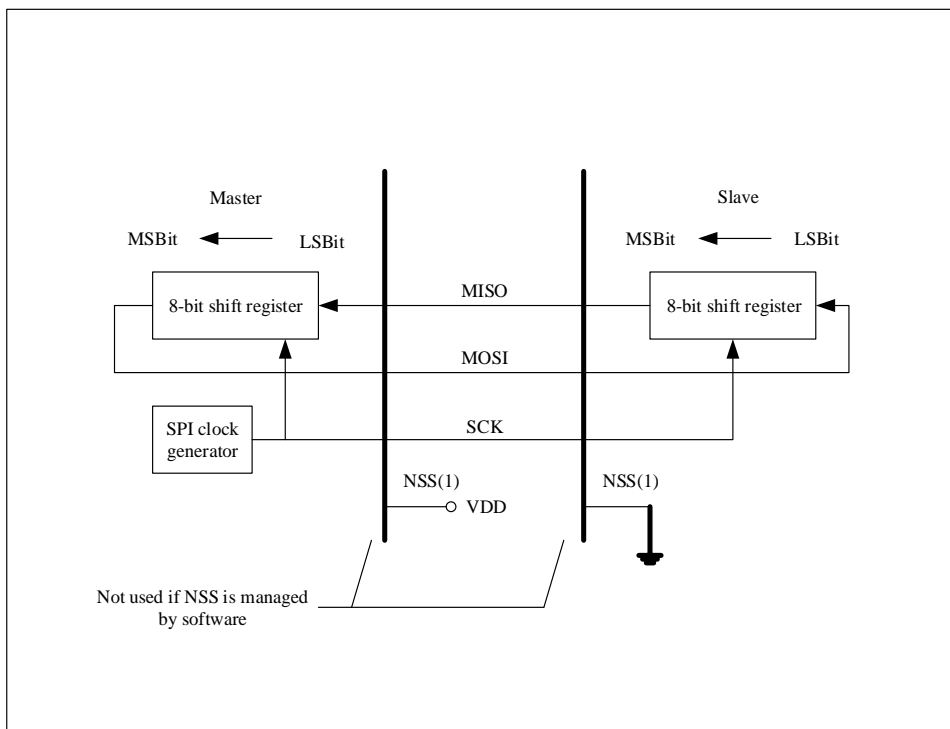 Master
Slave
MSBit
LSBit
MSBit
LSBit
8-bit shift register
MISO
8-bit shift register
MOSI
SPI clock
generator
SCK
NSS(1)
NSS(1)
VDD
Not used if NSS is managed
by software